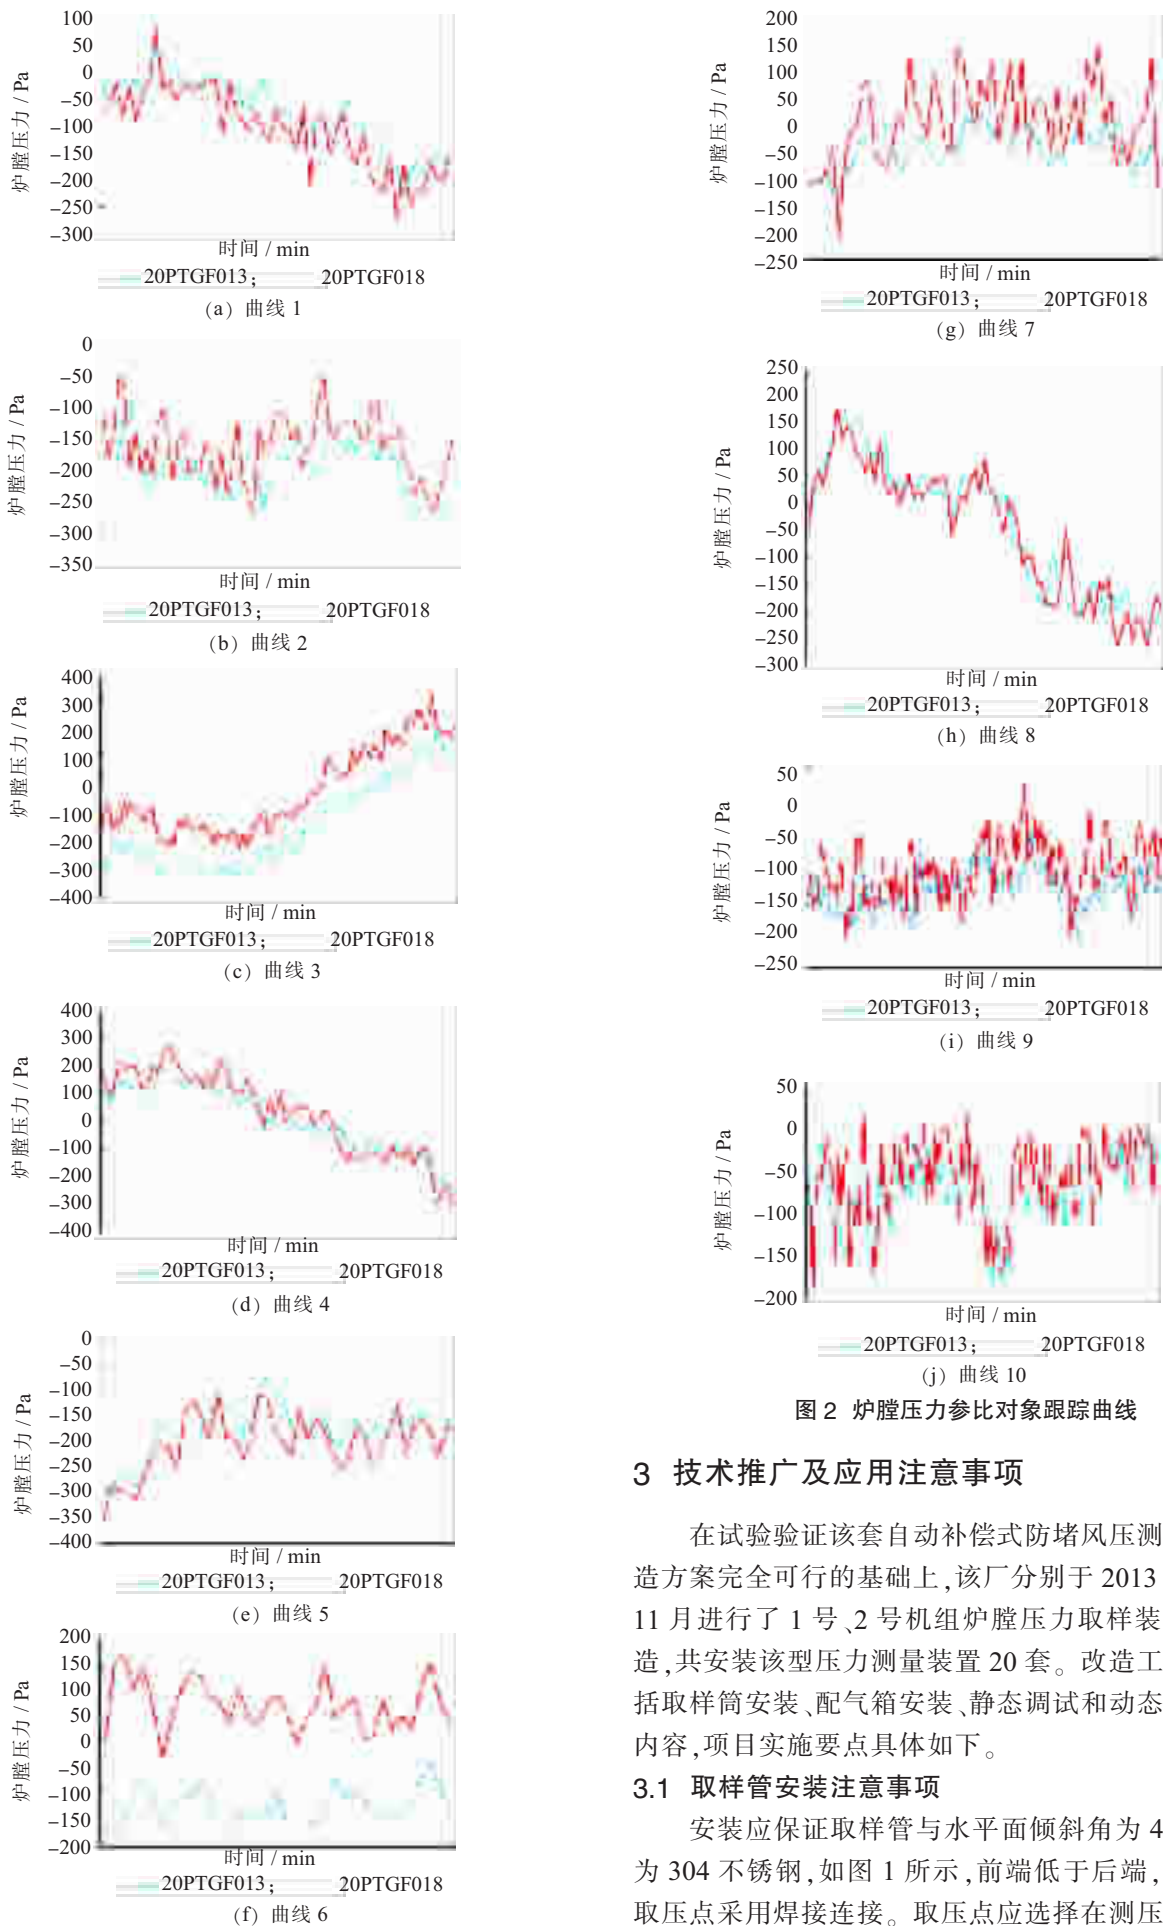 100
50
0
–50
–100
–150
–200
–250
–300
炉膛压力 / Pa
时间 / min
20PTGF013； 20PTGF018
(a) 曲线 1
0
–50
–100
–150
–200
–250
–300
–350
炉膛压力 / Pa
时间 / min
20PTGF013； 20PTGF018
(b) 曲线 2
400
300
200
100
0
–100
–200
–300
–400
炉膛压力 / Pa
时间 / min
20PTGF013； 20PTGF018
(c) 曲线 3
400
300
200
100
0
–100
–200
–300
–400
炉膛压力 / Pa
时间 / min
20PTGF013； 20PTGF018
(d) 曲线 4
0
–50
–100
–150
–200
–250
–300
–350
–400
炉膛压力 / Pa
时间 / min
20PTGF013； 20PTGF018
(e) 曲线 5
200
150
100
50
0
–50
–100
–150
–200
炉膛压力 / Pa
时间 / min
20PTGF013； 20PTGF018
(f) 曲线 6
200
150
100
50
0
–50
–100
–150
–200
–250
炉膛压力 / Pa
时间 / min
20PTGF013； 20PTGF018
(g) 曲线 7
250
200
150
100
50
0
–50
–100
–150
–200
–250
–300
炉膛压力 / Pa
时间 / min
20PTGF013； 20PTGF018
(h) 曲线 8
50
0
–50
–100
–150
–200
–250
炉膛压力 / Pa
时间 / min
20PTGF013； 20PTGF018
(i) 曲线 9
50
0
–50
–100
–150
–200
炉膛压力 / Pa
时间 / min
20PTGF013； 20PTGF018
(j) 曲线 10
图 2 炉膛压力参比对象跟踪曲线
3 技术推广及应用注意事项
在试验验证该套自动补偿式防堵风压测
造方案完全可行的基础上,该厂分别于 2013
11 月进行了 1 号、2 号机组炉膛压力取样装
造,共安装该型压力测量装置 20 套。改造工
括取样筒安装、配气箱安装、静态调试和动态
内容,项目实施要点具体如下。
3.1 取样管安装注意事项
安装应保证取样管与水平面倾斜角为 4
为 304 不锈钢,如图 1 所示,前端低于后端,
取压点采用焊接连接。取压点应选择在测压